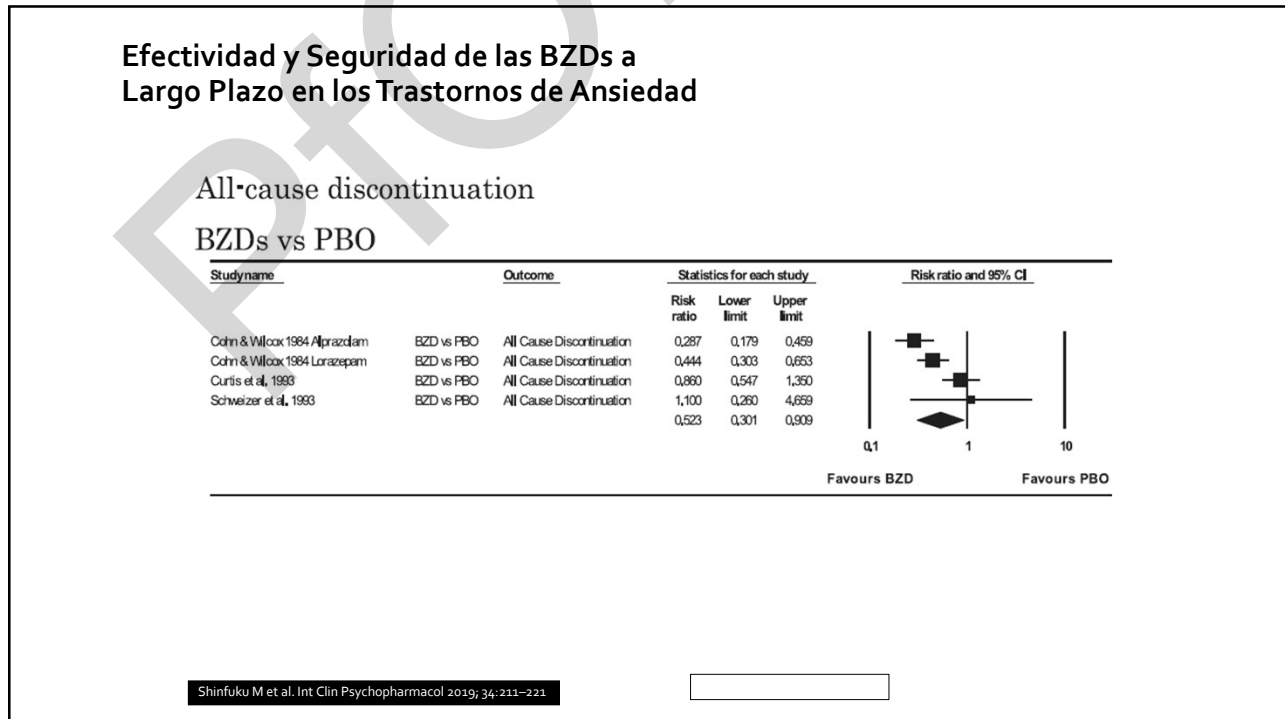 Efectividad y Seguridad de las BZDs a
Largo Plazo en los Trastornos de Ansiedad
All-cause discontinuation
BZDs vs PBO
Study name Outcome Statistics for each study Risk ratio and 95% CI
Risk ratio Lower limit Upper limit
Cohn & Wilcox 1984 Alprazolam BZD vs PBO All Cause Discontinuation 0,287 0,179 0,459
Cohn & Wilcox 1984 Lorazepam BZD vs PBO All Cause Discontinuation 0,444 0,303 0,653
Curtis et al, 1993 BZD vs PBO All Cause Discontinuation 0,860 0,547 1,350
Schweizer et al, 1993 BZD vs PBO All Cause Discontinuation 1,100 0,260 4,659
0,523 0,301 0,909
0,1 1 10
Favours BZD Favours PBO
Shinfuku M et al. Int Clin Psychopharmacol 2019; 34:211–221